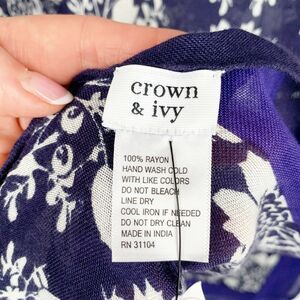 crown
& ivy
100% RAYON
HAND WASH COLD
WITH LIKE COLORS
DO NOT BLEACH
LINE DRY
COOL IRON IF NEEDED
DO NOT DRY CLEAN
MADE IN INDIA
RN 31104